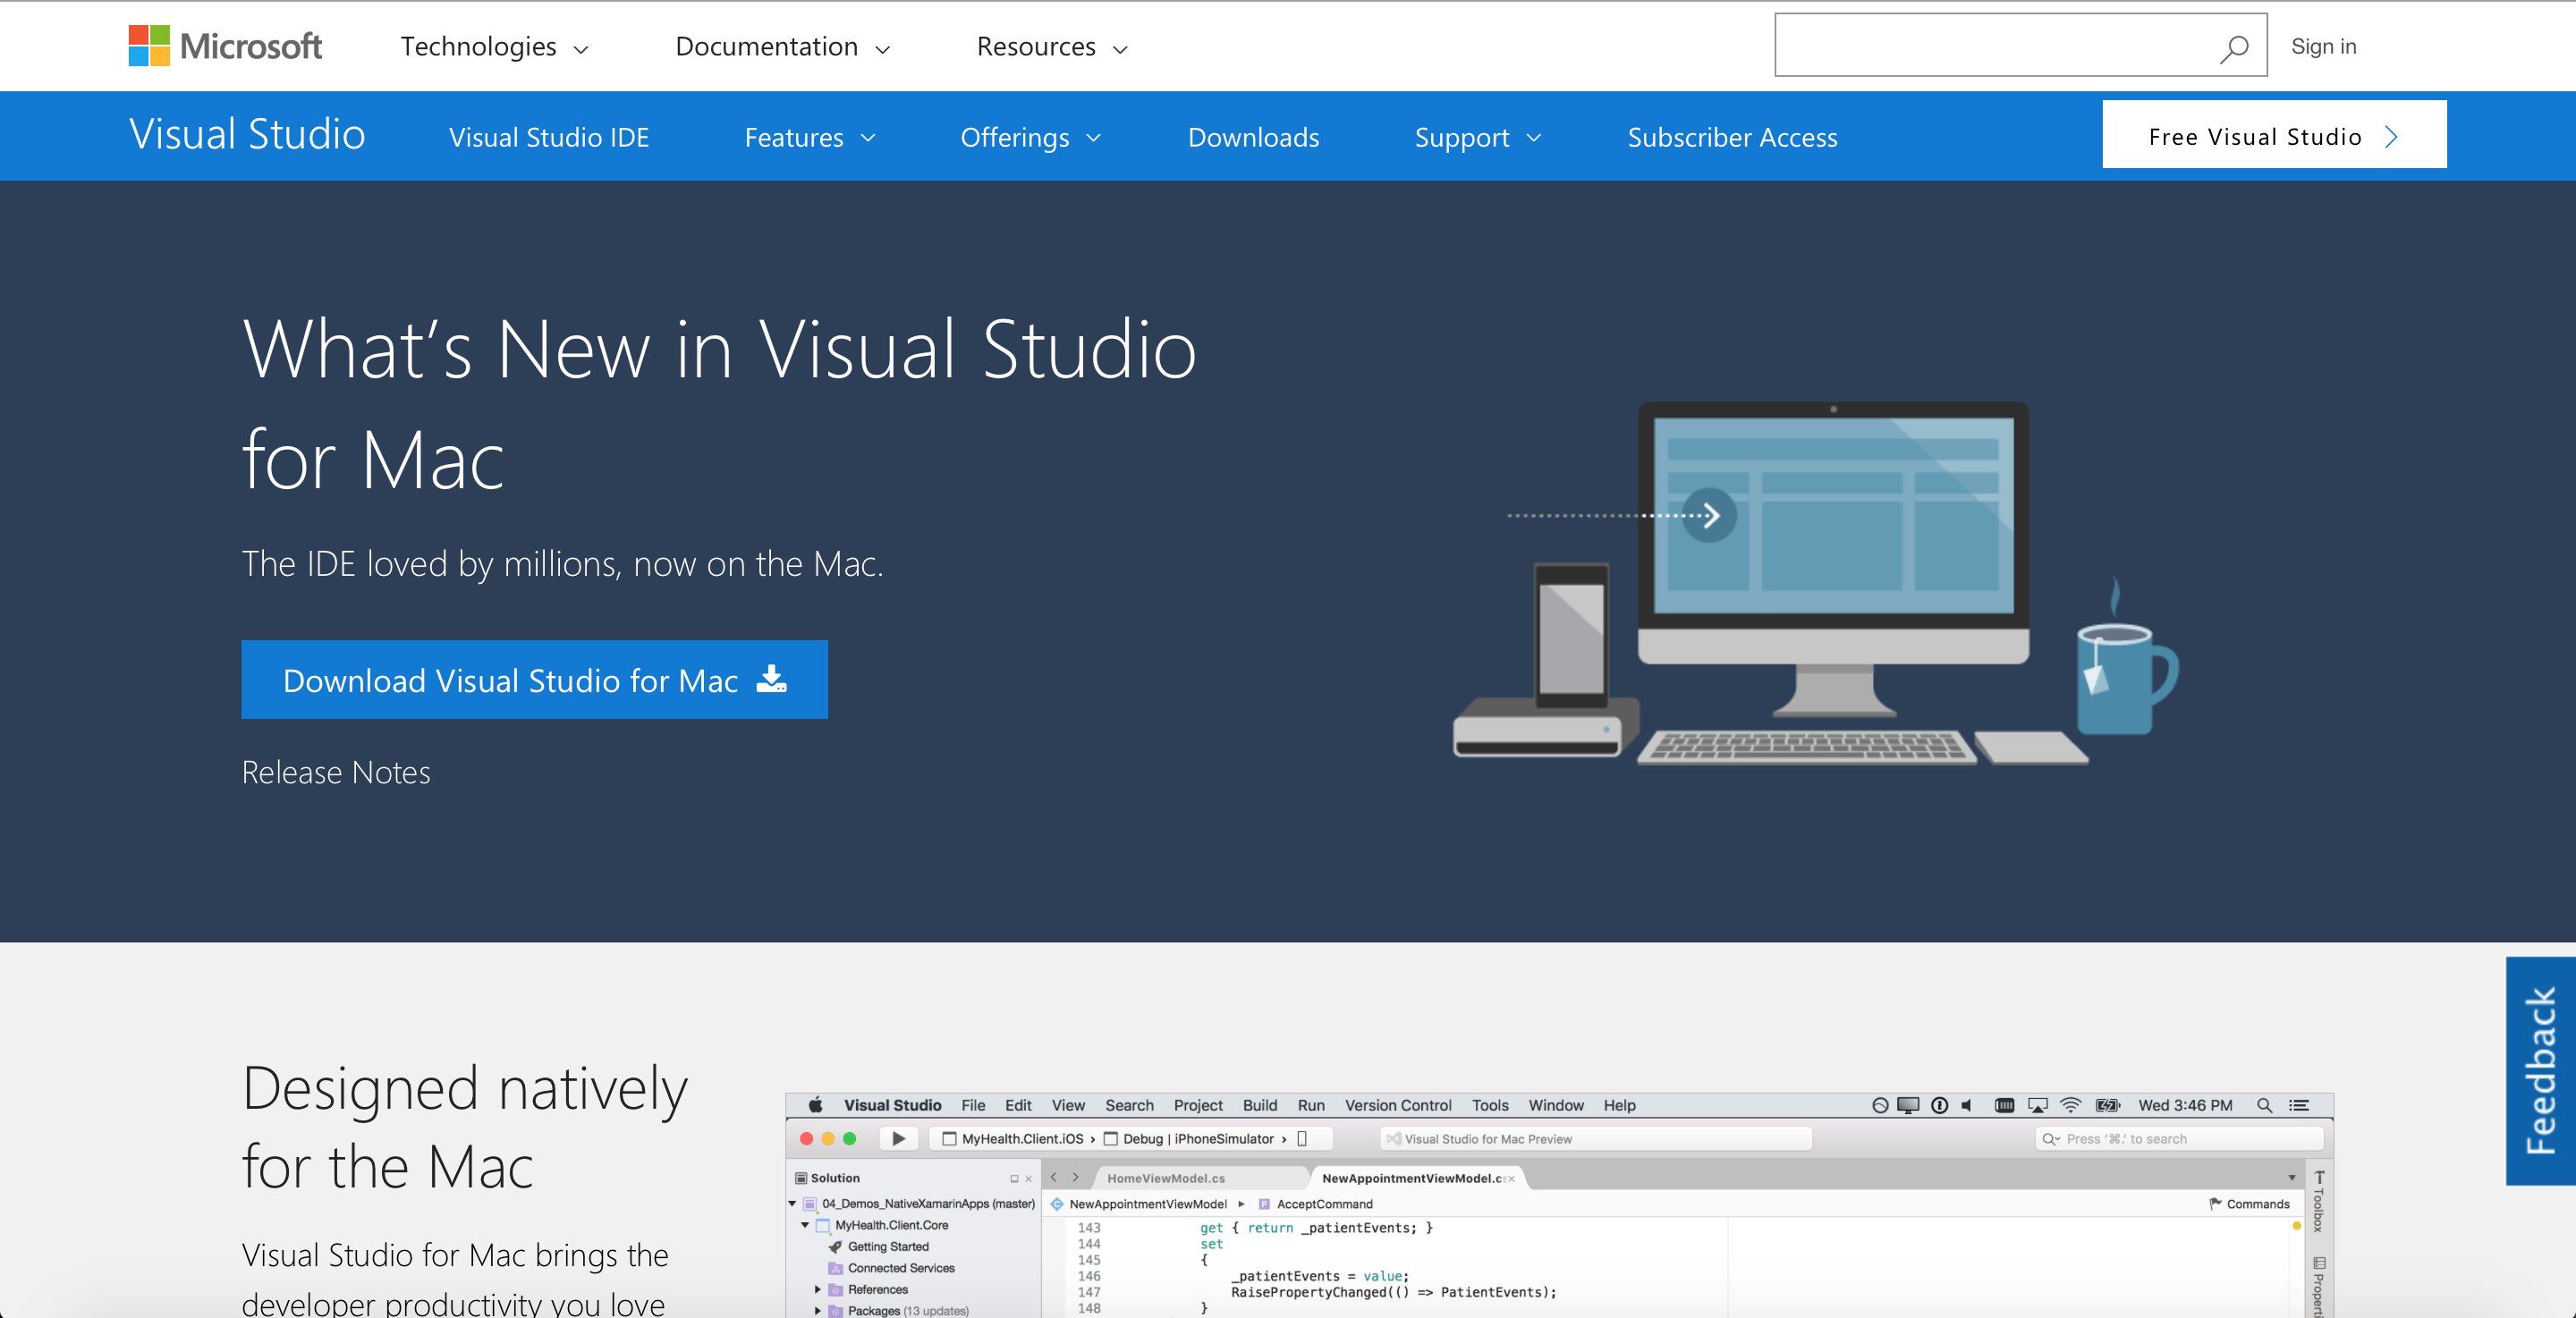 Microsoft Technologies Documentation Resources Sign in
Visual Studio Visual Studio IDE Features Offerings Downloads Support Subscriber Access Free Visual Studio
What's New in Visual Studio
for Mac
The IDE loved by millions, now on the Mac.
Download Visual Studio for Mac
Release Notes
Feedback
Designed natively
for the Mac
Visual Studio for Mac brings the
developer productivity you love
Visual Studio File Edit View Search Project Build Run Version Control Tools Window Help Wed 3:46 PM
MyHealth.Client.iOS › Debug | iPhoneSimulator › Visual Studio for Mac Preview Press '⌘.' to search
Solution HomeViewModel.cs NewAppointmentViewModel.c
04_Demos_NativeXamarinApps (master) NewAppointmentViewModel AcceptCommand Commands
MyHealth.Client.Core
Getting Started
Connected Services
References
Packages (13 updates)
143 get { return _patientEvents; }
144 set
145 {
146 _patientEvents = value;
147 RaisePropertyChanged(() => PatientEvents);
148 }
Toolbox
Properti